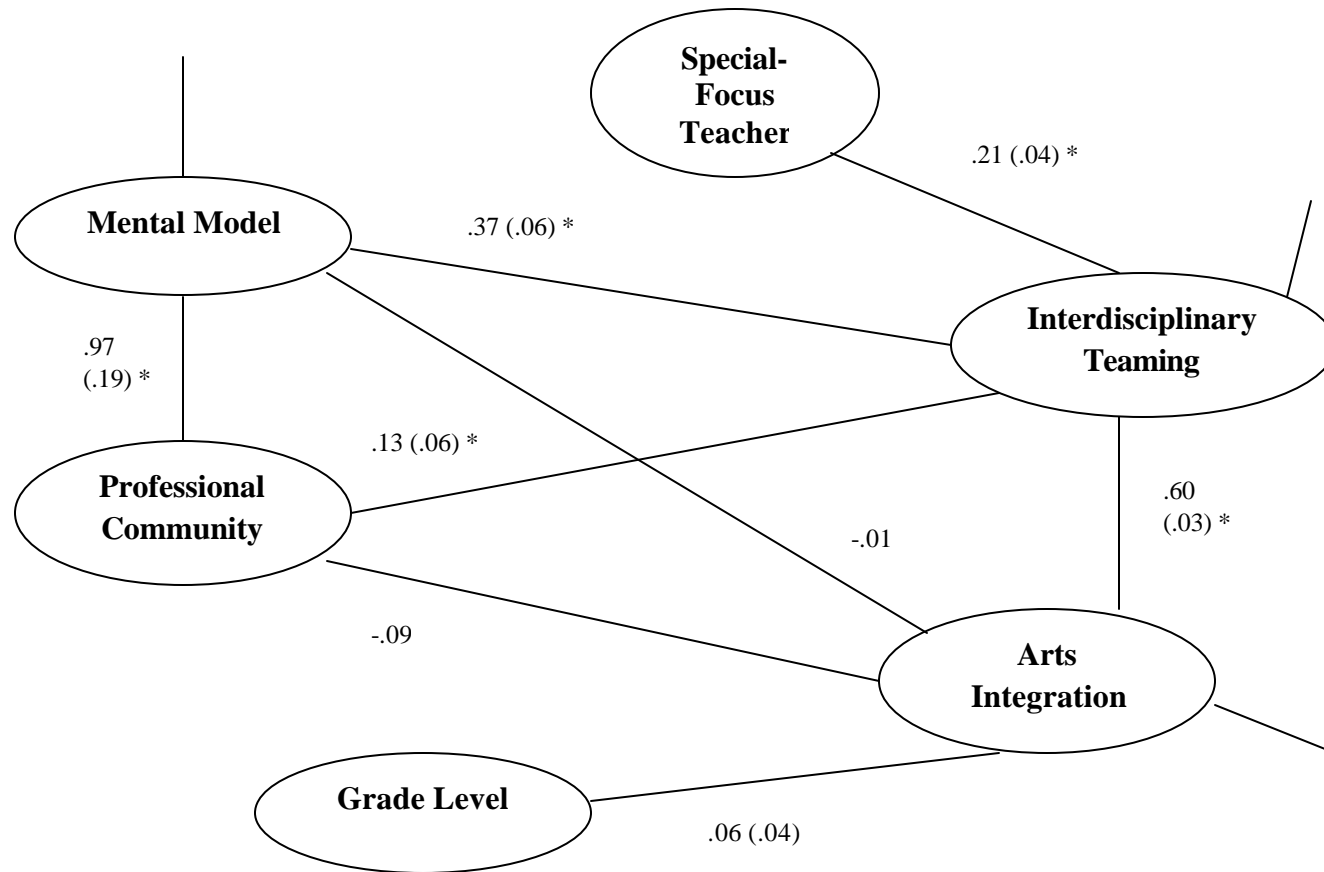 Special-
Focus
Teacher
.21 (.04) *
Mental Model
.37 (.06) *
Interdisciplinary
Teaming
.97
(.19) *
.13 (.06) *
Professional
Community
.60
(.03) *
-.01
-.09
Arts
Integration
Grade Level
.06 (.04)